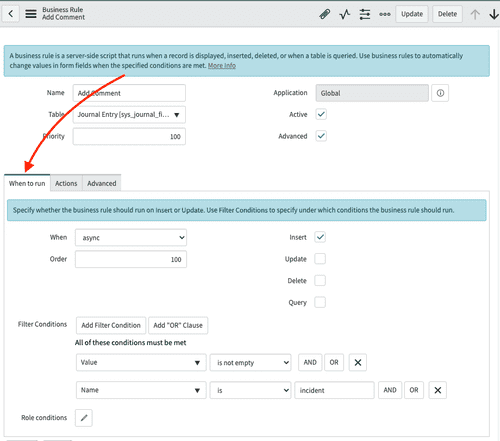 Business Rule
Add Comment
Update
Delete
A business rule is a server-side script that runs when a record is displayed, inserted, deleted, or when a table is queried. Use business rules to automatically
change values in form fields when the specified conditions are met. More Info
Name
Add Comment
Application
Global
Table
Journal Entry [sys_journal_fi...
Active
Priority
100
Advanced
When to run
Actions
Advanced
Specify whether the business rule should run on Insert or Update. Use Filter Conditions to specify under which conditions the business rule should run.
When
async
Insert
Order
100
Update
Delete
Query
Filter Conditions
Add Filter Condition
Add "OR" Clause
All of these conditions must be met
Value
is not empty
AND
OR
Name
is
incident
AND
OR
Role conditions